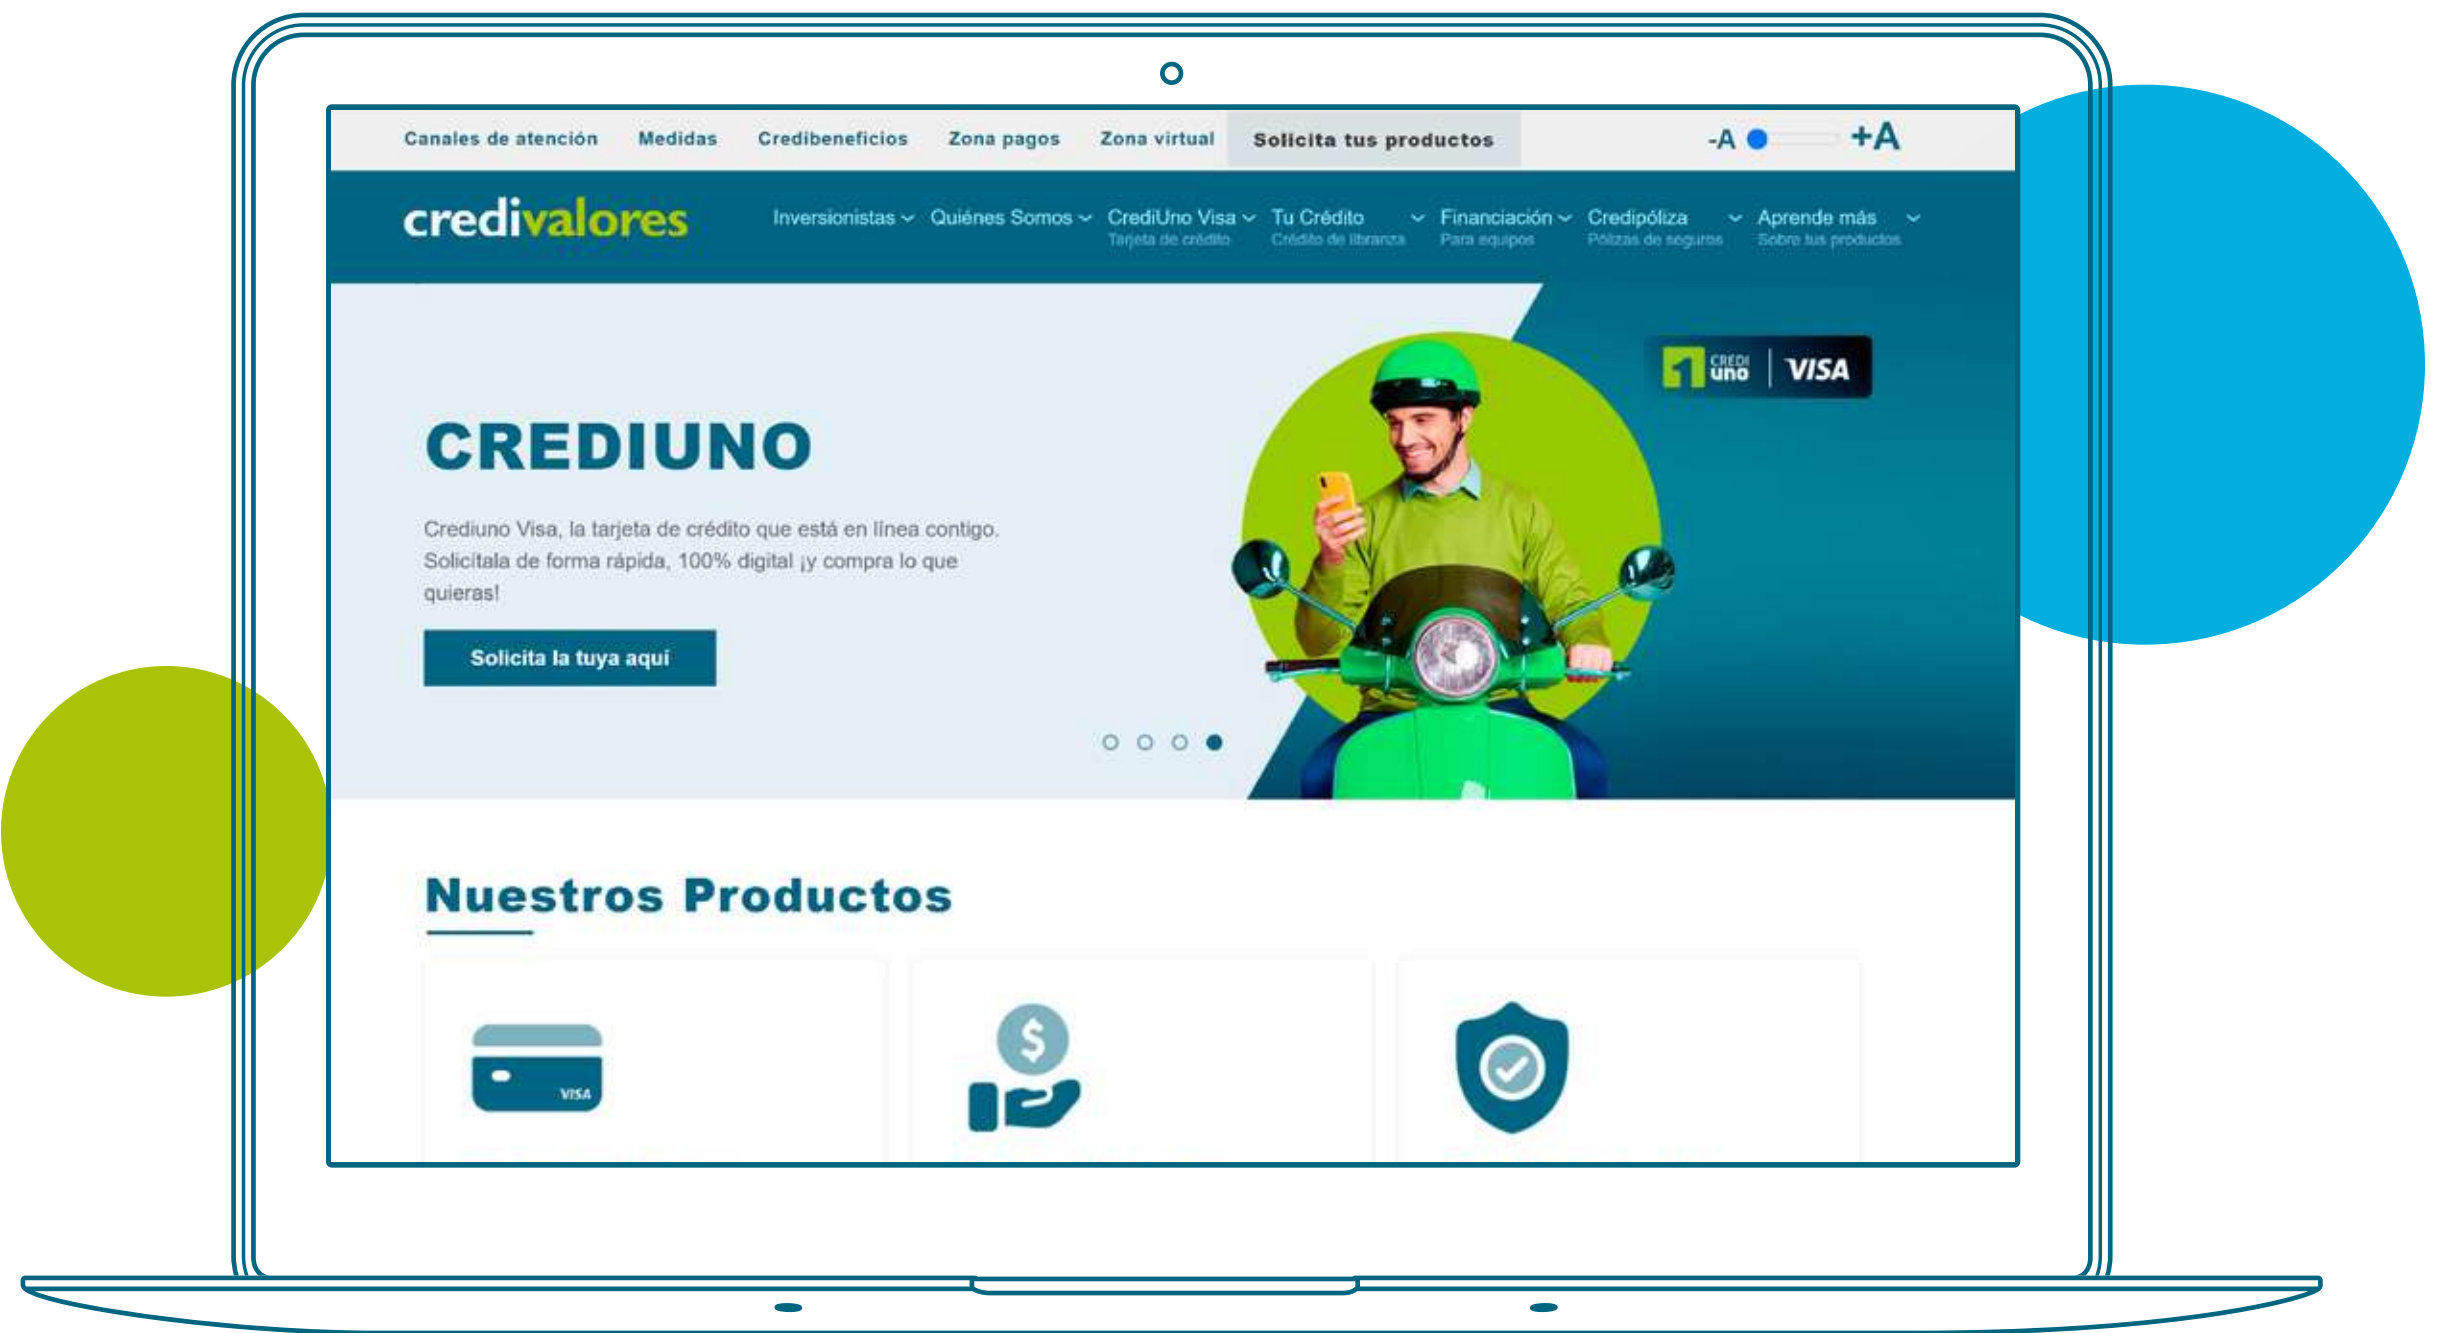 Canales de atención Medidas Credibeneficios Zona pagos Zona virtual Solicita tus productos -A +A
credivalores Inversionistas Quiénes Somos CrediUno Visa Tu Crédito Financiación Credipóliza Aprende más
Tarjeta de crédito Crédito de libranza Para equipos Pólizas de seguros Sobre tus productos
1 CREDI uno VISA
CREDIUNO
Crediuno Visa, la tarjeta de crédito que está en línea contigo.
Solicítala de forma rápida, 100% digital ¡y compra lo que
quieras!
Solicita la tuya aquí
Nuestros Productos
VISA
$